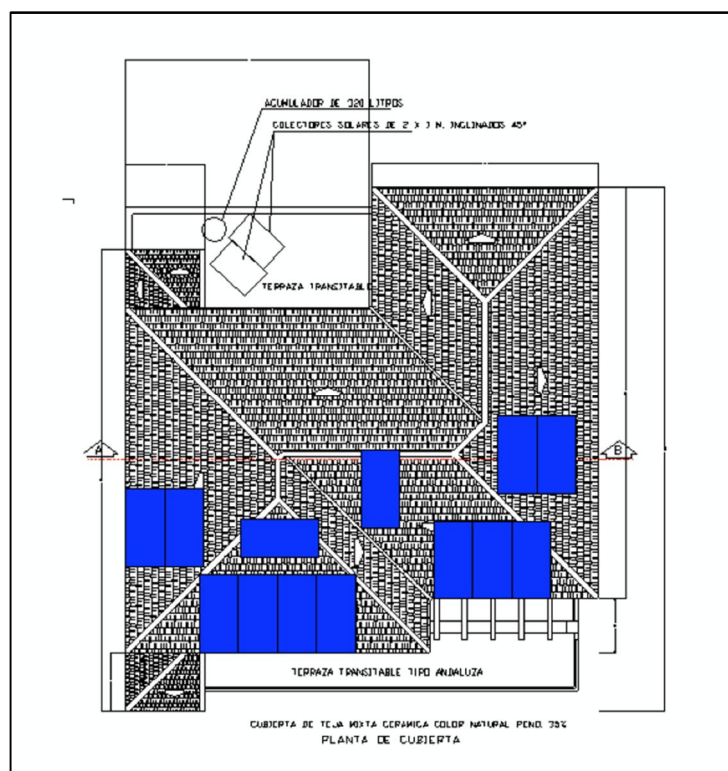 ACUMULADOR DE 320 LITROS
COLECTORES SOLARES DE 2 X 1 M. INCLINADOS 45º
TERRAZA TRANSITABLE
A
B
TERRAZA TRANSITABLE TIPO ANDALUZA
CUBIERTA DE TEJA MIXTA CERAMICA COLOR NATURAL PEND. 35%
PLANTA DE CUBIERTA